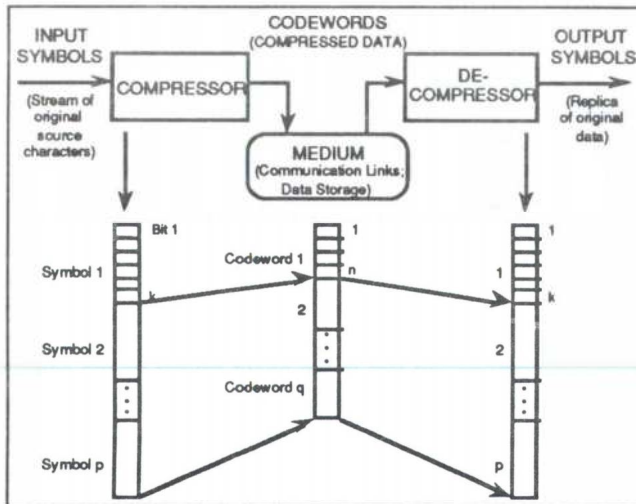 INPUT
SYMBOLS
CODEWORDS
(COMPRESSED DATA)
OUTPUT
SYMBOLS
COMPRESSOR
DE-
COMPRESSOR
(Stream of
original
source
characters)
MEDIUM
(Communication Links;
Data Storage)
(Replica
of original
data)
Bit 1
Symbol 1
k
Symbol 2
Symbol p
1
Codeword 1
n
2
Codeword q
1
1
k
2
p